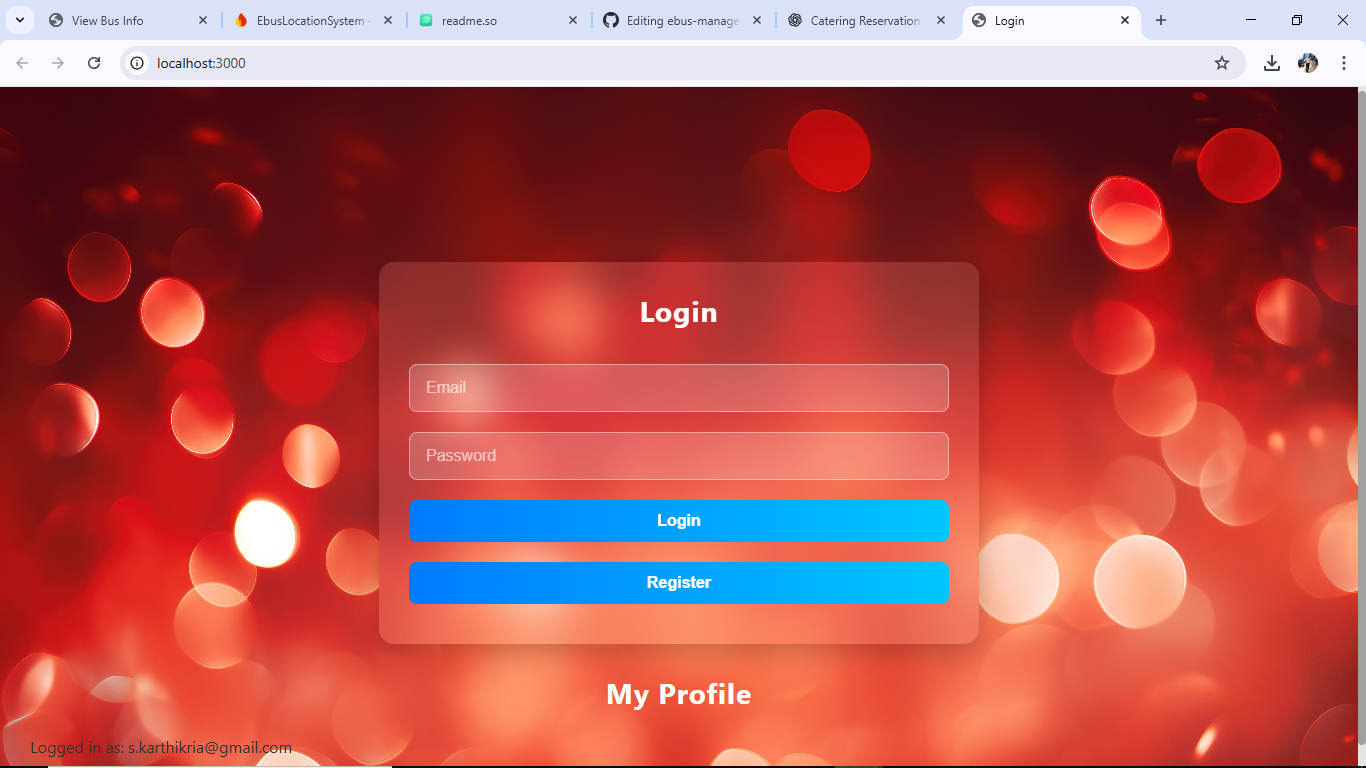 View Bus Info
EbusLocationSystem
readme.so
Editing ebus-manage
Catering Reservation
Login
localhost:3000
Login
Email
Password
Login
Register
My Profile
Logged in as: s.karthikria@gmail.com